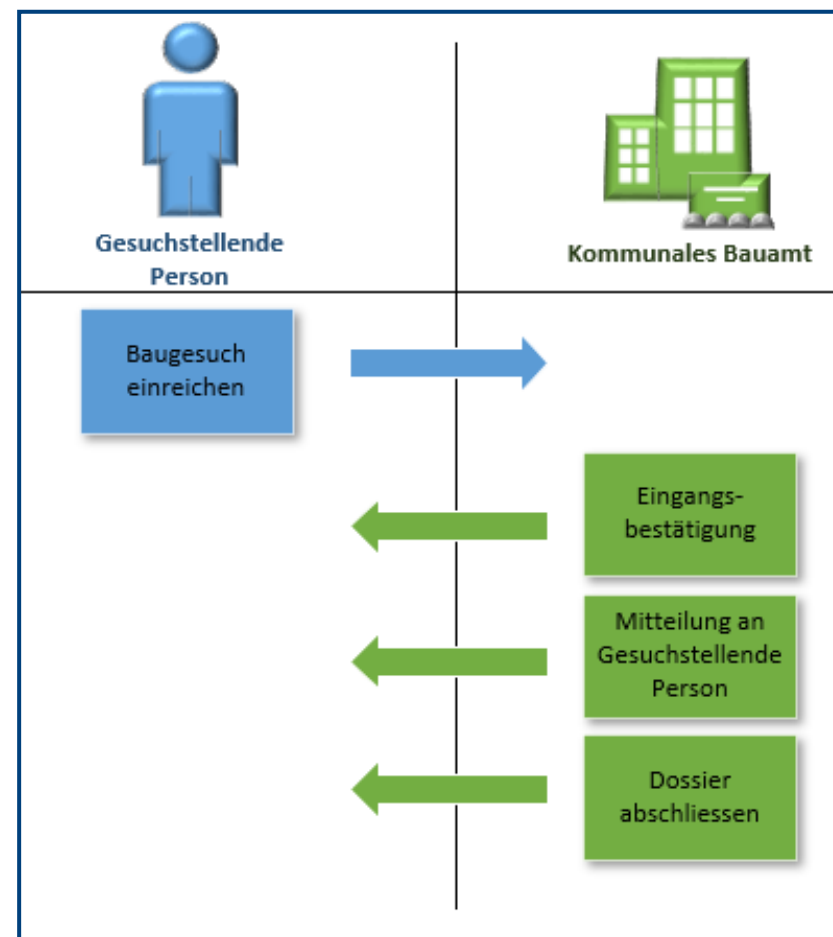 Gesuchstellende
Person
Kommunales Bauamt
Baugesuch
einreichen
Eingangs-
bestätigung
Mitteilung an
Gesuchstellende
Person
Dossier
abschliessen